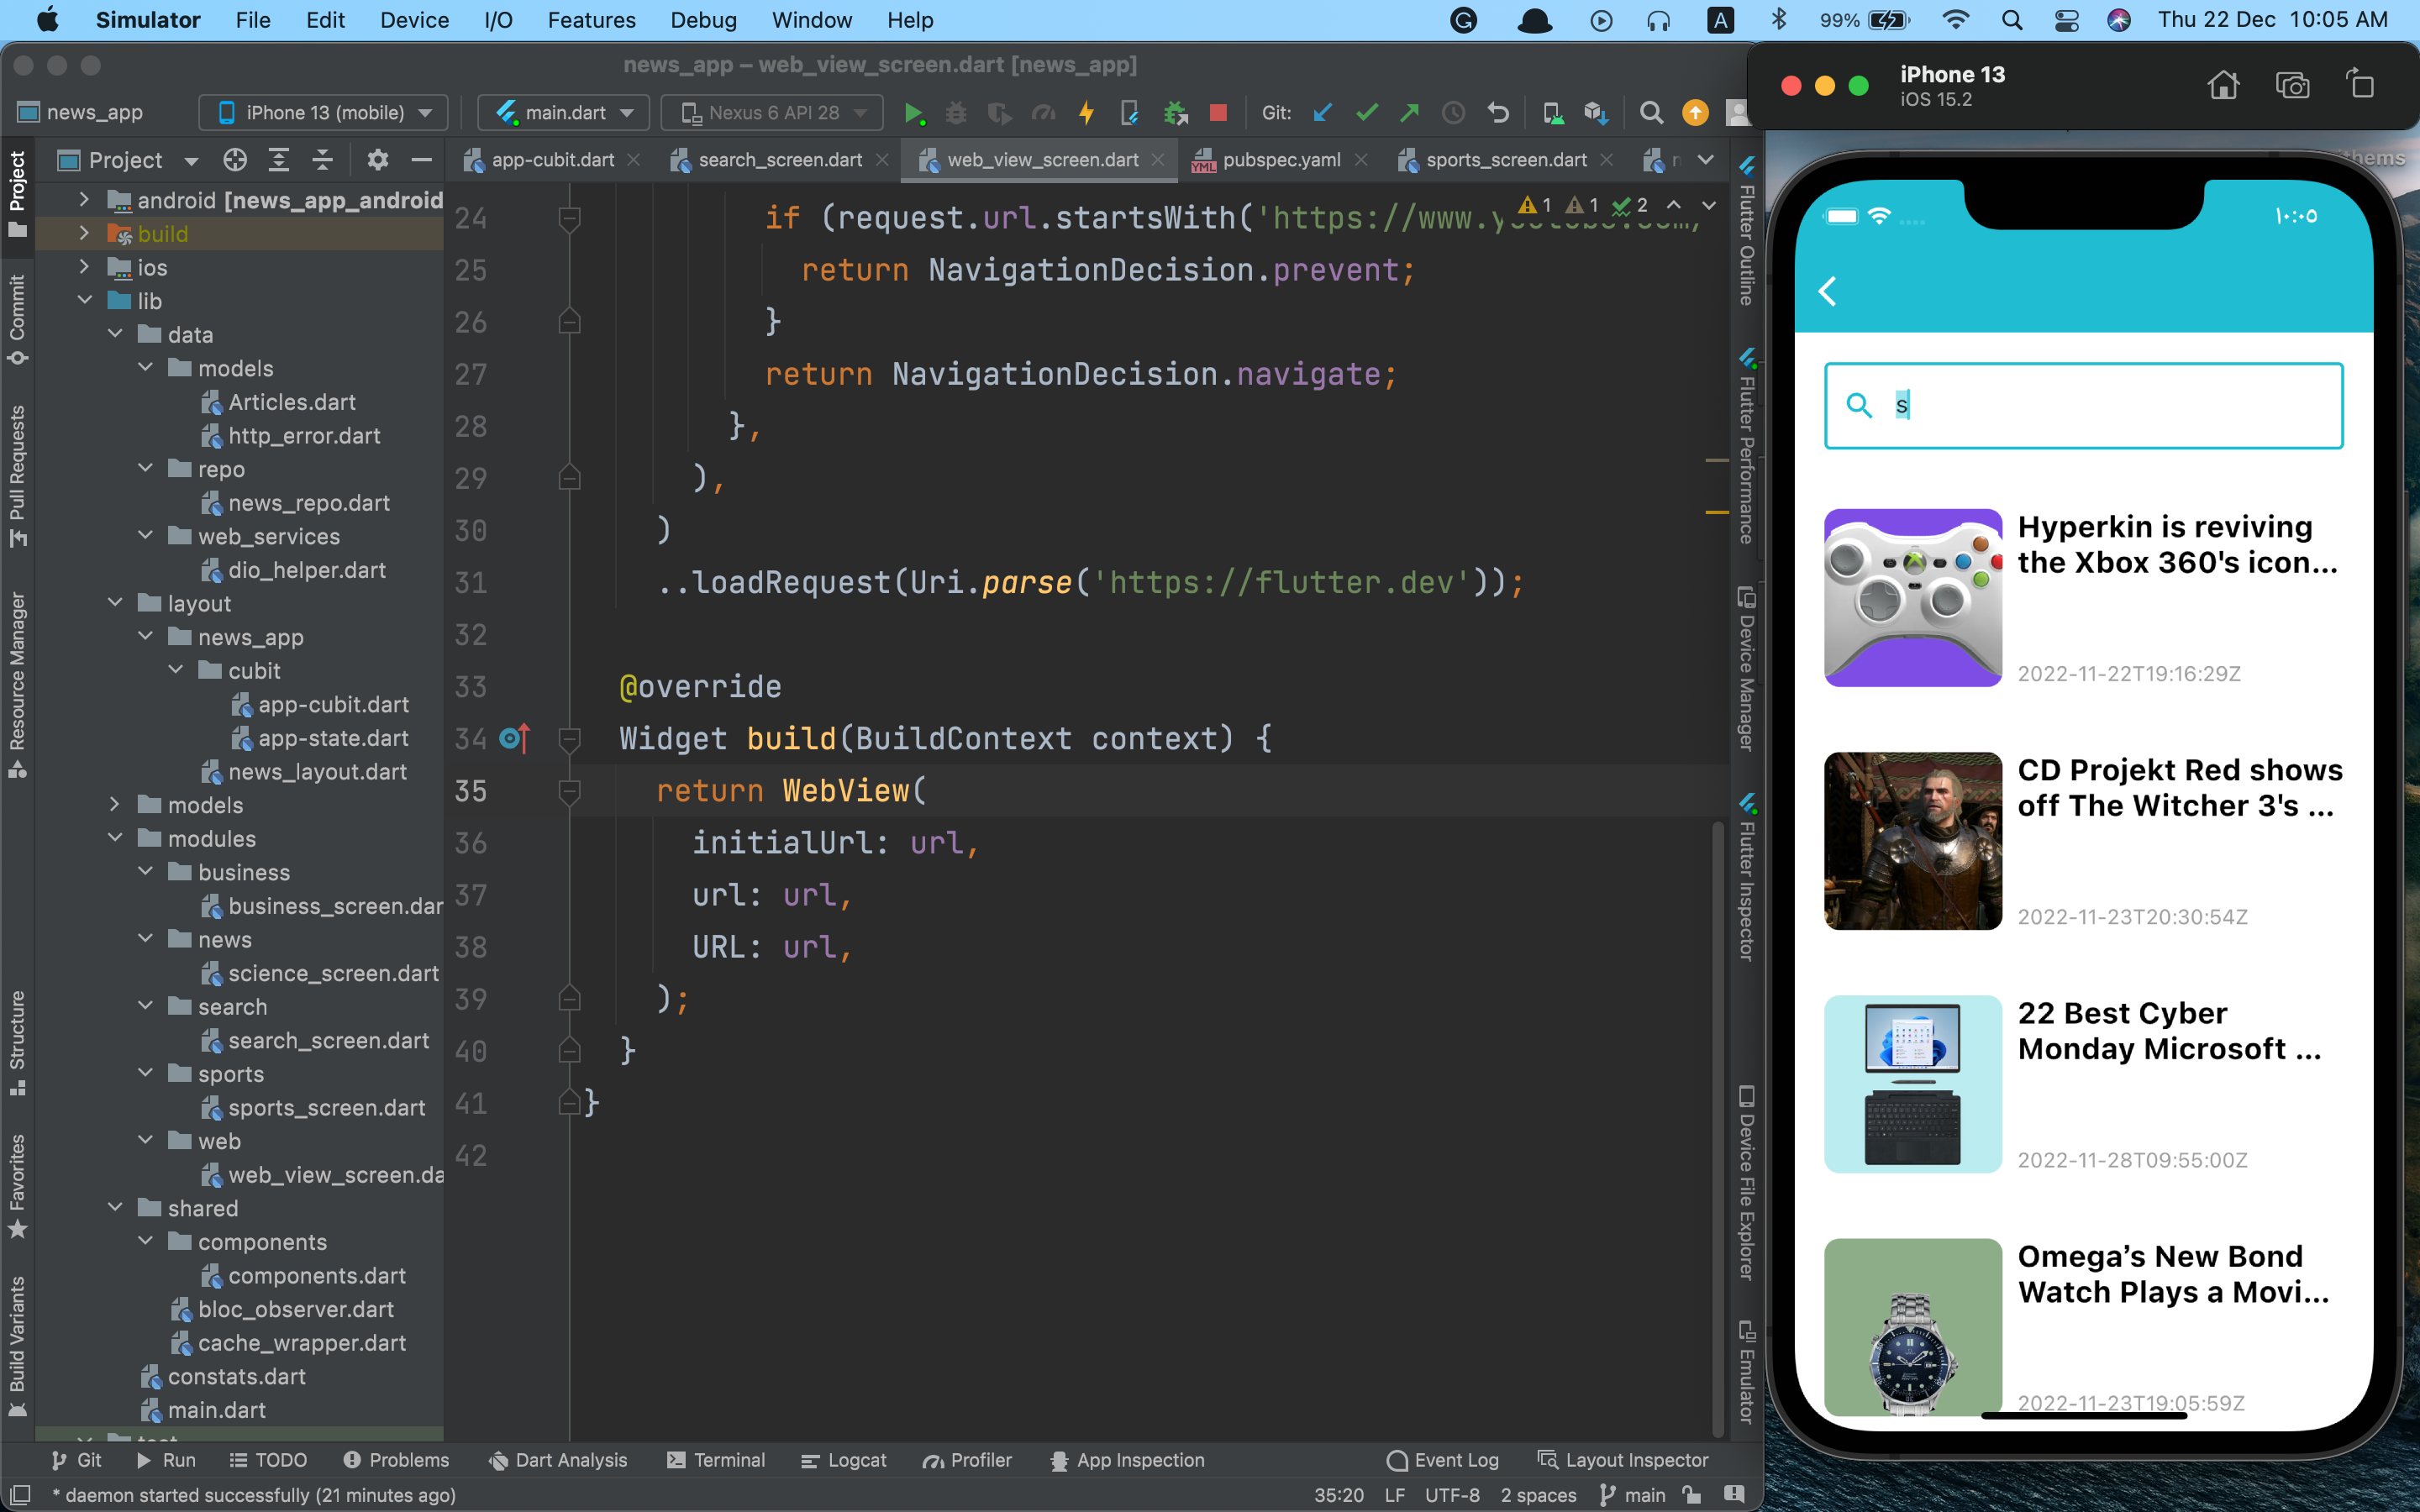 Simulator File Edit Device I/O Features Debug Window Help
A 99% Thu 22 Dec 10:05 AM
news_app – web_view_screen.dart [news_app]
news_app iPhone 13 (mobile) main.dart Nexus 6 API 28 Git:
Project
app-cubit.dart search_screen.dart web_view_screen.dart pubspec.yaml sports_screen.dart
android [news_app_android
build
ios
lib
data
models
Articles.dart
http_error.dart
repo
news_repo.dart
web_services
dio_helper.dart
layout
news_app
cubit
app-cubit.dart
app-state.dart
news_layout.dart
models
modules
business
business_screen.dar
news
science_screen.dart
search
search_screen.dart
sports
sports_screen.dart
web
web_view_screen.da
shared
components
components.dart
bloc_observer.dart
cache_wrapper.dart
constats.dart
main.dart
test
Project
Commit
Pull Requests
Resource Manager
Structure
Favorites
Build Variants
1 1 2
24 if (request.url.startsWith('https://www.youtube.com/
25 return NavigationDecision.prevent;
26 }
27 return NavigationDecision.navigate;
28 },
29 ),
30 )
31 ..loadRequest(Uri.parse('https://flutter.dev'));
32
33 @override
34 Widget build(BuildContext context) {
35 return WebView(
36 initialUrl: url,
37 url: url,
38 URL: url,
39 );
40 }
41 }
42
Flutter Outline
Flutter Performance
Device Manager
Flutter Inspector
Device File Explorer
Emulator
Git Run TODO Problems Dart Analysis Terminal Logcat Profiler App Inspection Event Log Layout Inspector
* daemon started successfully (21 minutes ago) 35:20 LF UTF-8 2 spaces main
iPhone 13
iOS 15.2
١٠:٠٥
s
Hyperkin is reviving
the Xbox 360's icon...
2022-11-22T19:16:29Z
CD Projekt Red shows
off The Witcher 3's ...
2022-11-23T20:30:54Z
22 Best Cyber
Monday Microsoft ...
2022-11-28T09:55:00Z
Omega’s New Bond
Watch Plays a Movi...
2022-11-23T19:05:59Z